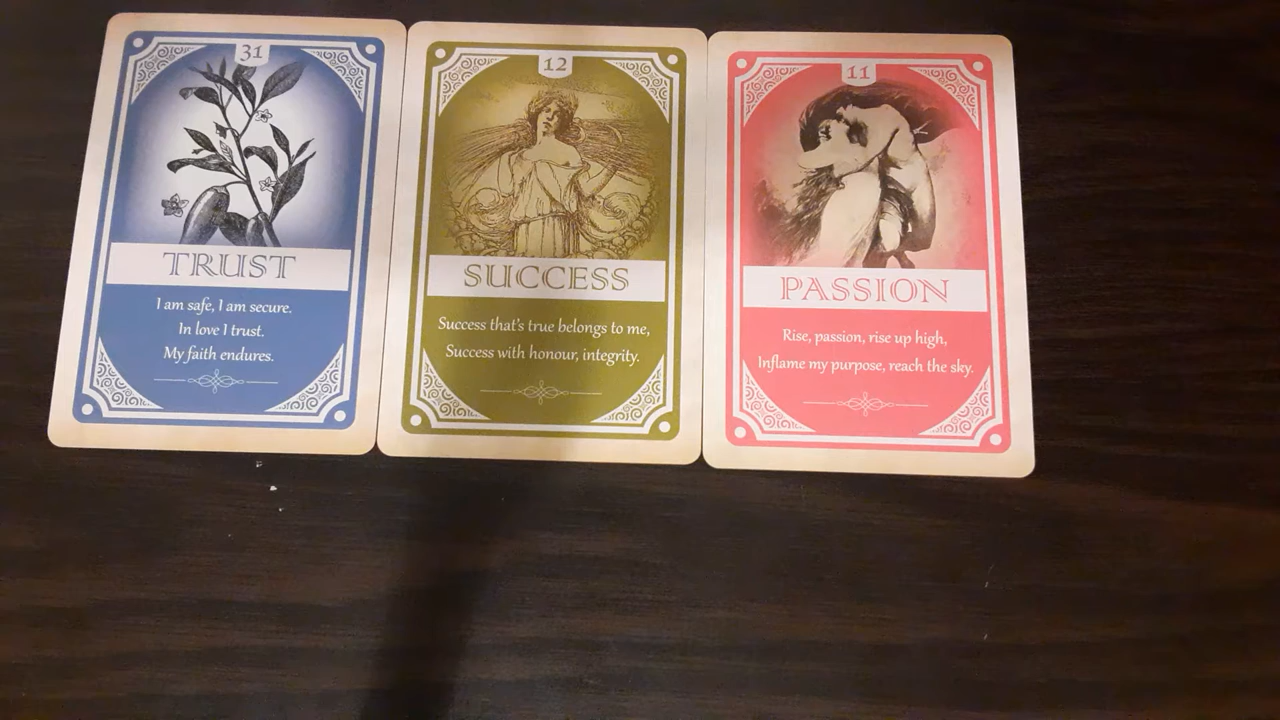 31
TRUST
I am safe, I am secure.
In love I trust.
My faith endures.
12
SUCCESS
Success that's true belongs to me,
Success with honour, integrity.
11
PASSION
Rise, passion, rise up high,
Inflame my purpose, reach the sky.